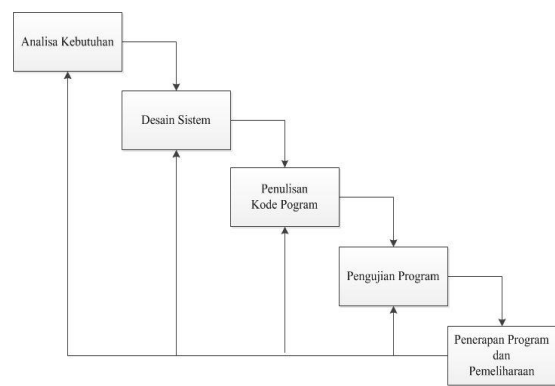 Analisa Kebutuhan
Desain Sistem
Penulisan
Kode Pogram
Pengujian Program
Penerapan Program
dan
Pemeliharaan